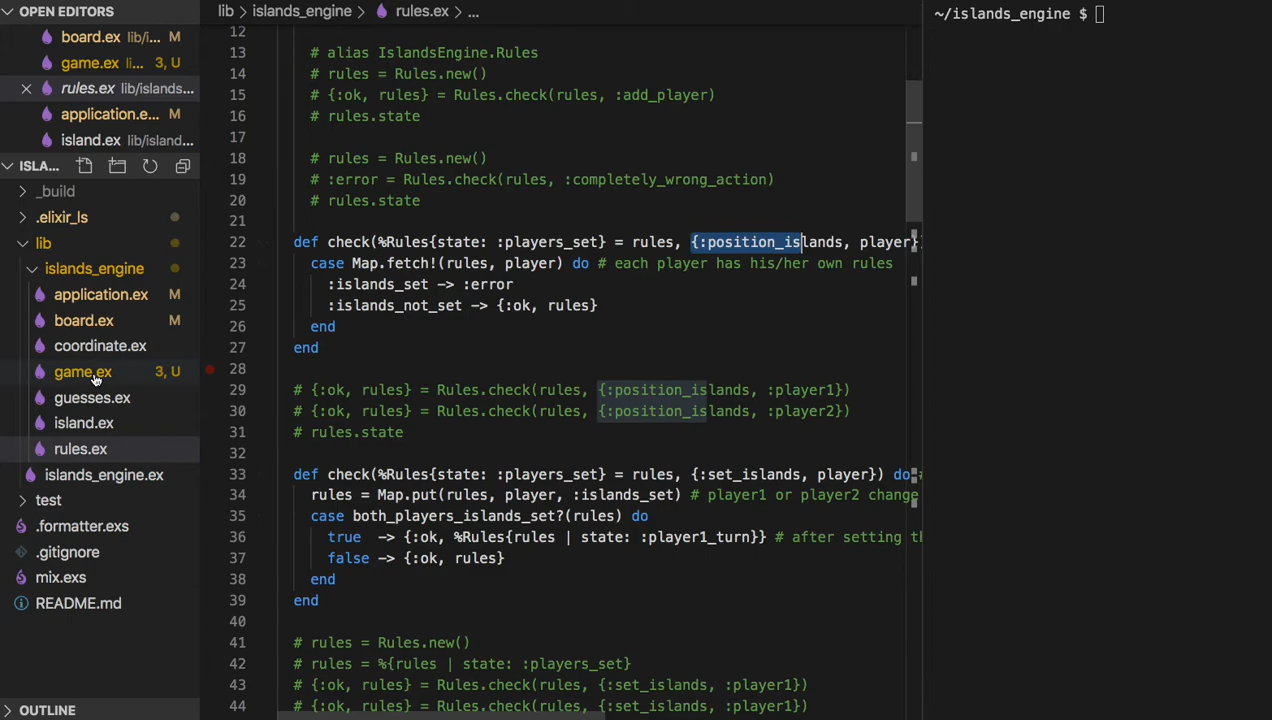 OPEN EDITORS
board.ex lib/i... M
game.ex li... 3, U
rules.ex lib/islands...
application.e... M
island.ex lib/island...
ISLA...
_build
.elixir_ls
lib
islands_engine
application.ex M
board.ex M
coordinate.ex
game.ex 3, U
guesses.ex
island.ex
rules.ex
islands_engine.ex
test
.formatter.exs
.gitignore
mix.exs
README.md
OUTLINE
lib > islands_engine > rules.ex > ...
12
13 # alias IslandsEngine.Rules
14 # rules = Rules.new()
15 # {:ok, rules} = Rules.check(rules, :add_player)
16 # rules.state
17
18 # rules = Rules.new()
19 # :error = Rules.check(rules, :completely_wrong_action)
20 # rules.state
21
22 def check(%Rules{state: :players_set} = rules, {:position_islands, player}
23 case Map.fetch!(rules, player) do # each player has his/her own rules
24 :islands_set -> :error
25 :islands_not_set -> {:ok, rules}
26 end
27 end
28
29 # {:ok, rules} = Rules.check(rules, {:position_islands, :player1})
30 # {:ok, rules} = Rules.check(rules, {:position_islands, :player2})
31 # rules.state
32
33 def check(%Rules{state: :players_set} = rules, {:set_islands, player}) do
34 rules = Map.put(rules, player, :islands_set) # player1 or player2 change
35 case both_players_islands_set?(rules) do
36 true -> {:ok, %Rules{rules | state: :player1_turn}} # after setting th
37 false -> {:ok, rules}
38 end
39 end
40
41 # rules = Rules.new()
42 # rules = %{rules | state: :players_set}
43 # {:ok, rules} = Rules.check(rules, {:set_islands, :player1})
44 # {:ok, rules} = Rules.check(rules, {:set_islands, :player1})
~/islands_engine $